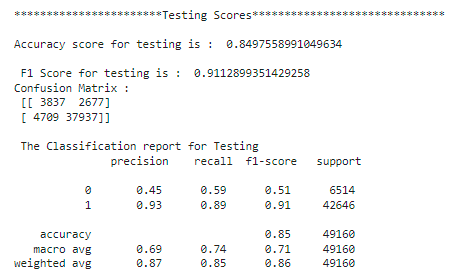 ***********************Testing Scores******************************
Accuracy score for testing is :  0.8497558991049634
F1 Score for testing is :  0.9112899351429258
Confusion Matrix :
[[ 3837  2677]
[ 4709 37937]]
The Classification report for Testing
precision    recall  f1-score   support
0       0.45      0.59      0.51      6514
1       0.93      0.89      0.91     42646
accuracy                           0.85     49160
macro avg       0.69      0.74      0.71     49160
weighted avg       0.87      0.85      0.86     49160